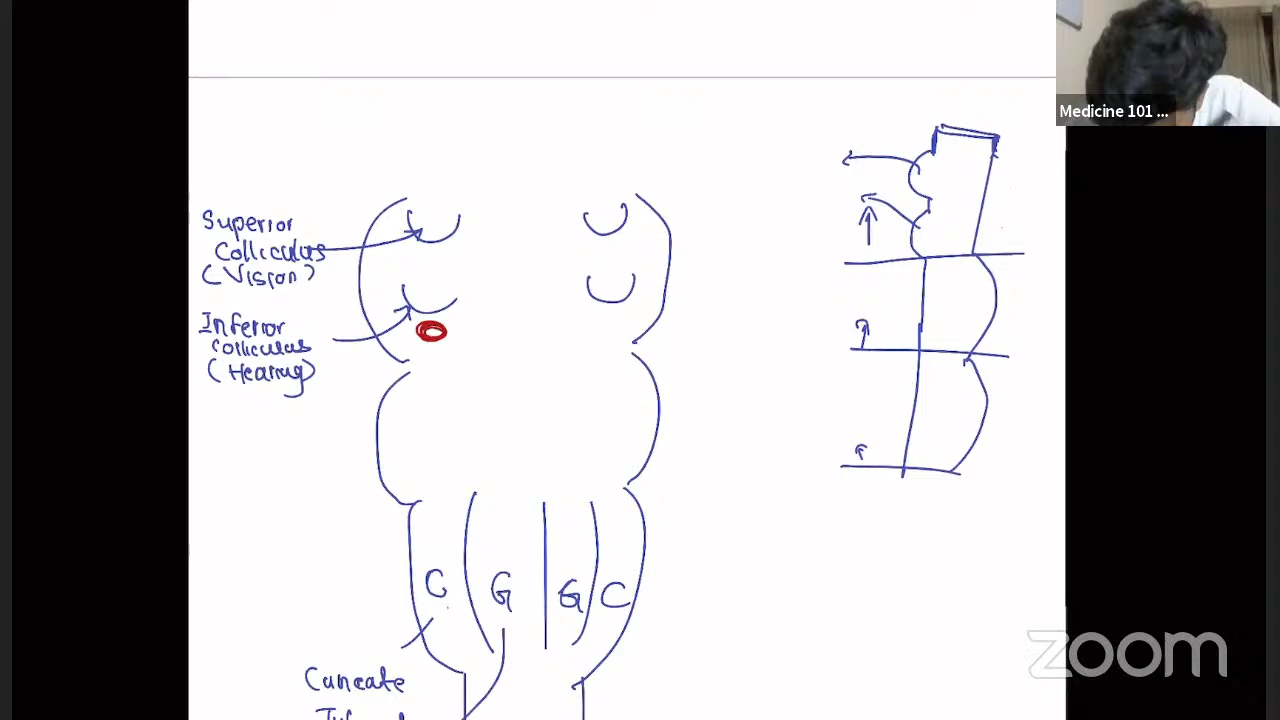 Medicine 101 ...
Superior
Colliculus
(Vision)
Inferior
Colliculus
(Hearing)
C
G
G
C
Cuneate
zoom